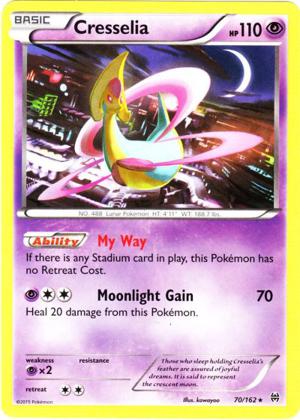 BASIC
Cresselia
HP110
NO. 488 Lunar Pokémon HT: 4'11" WT: 188.7 lbs.
Ability My Way
If there is any Stadium card in play, this Pokémon has
no Retreat Cost.
Moonlight Gain 70
Heal 20 damage from this Pokémon.
weakness resistance
×2
retreat
Those who sleep holding Cresselia's
feather are assured of joyful
dreams. It is said to represent
the crescent moon.
Illus. kawayoo
70/162 ★
©2015 Pokémon